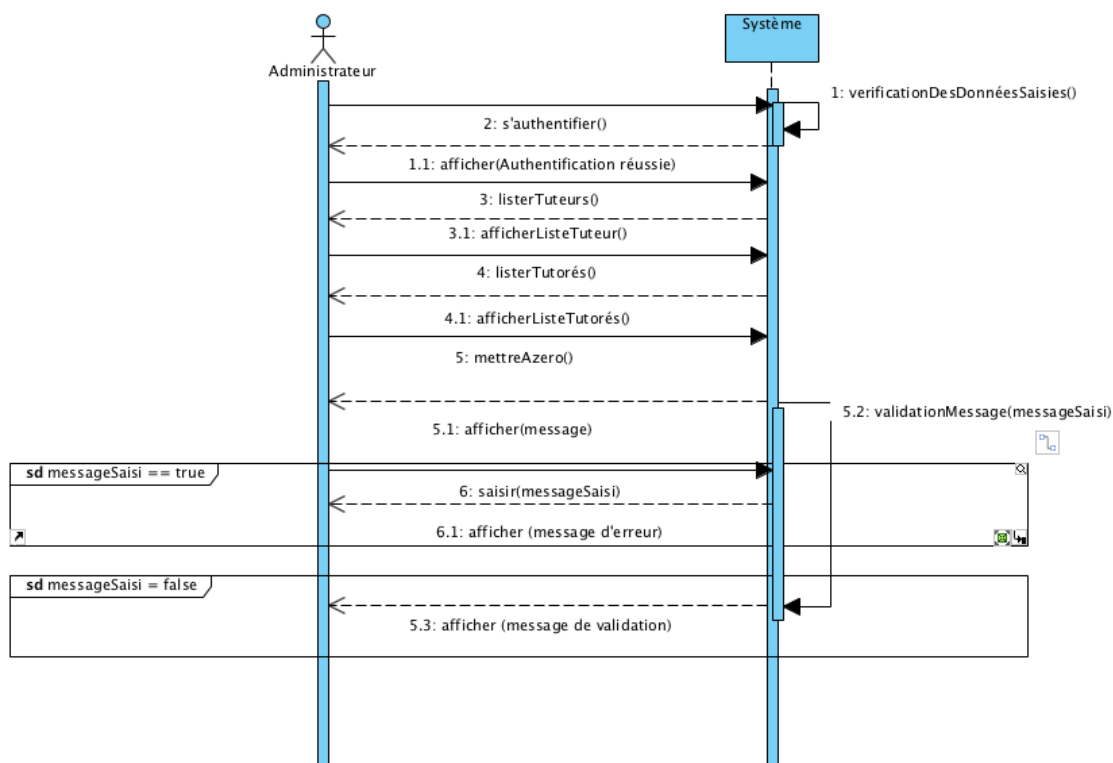 Système
Administrateur
1: verificationDesDonnéesSaisies()
2: s'authentifier()
1.1: afficher(Authentification réussie)
3: listerTuteurs()
3.1: afficherListeTuteur()
4: listerTutorés()
4.1: afficherListeTutorés()
5: mettreAzero()
5.2: validationMessage(messageSaisi)
5.1: afficher(message)
sd messageSaisi == true
6: saisir(messageSaisi)
6.1: afficher (message d'erreur)
sd messageSaisi = false
5.3: afficher (message de validation)